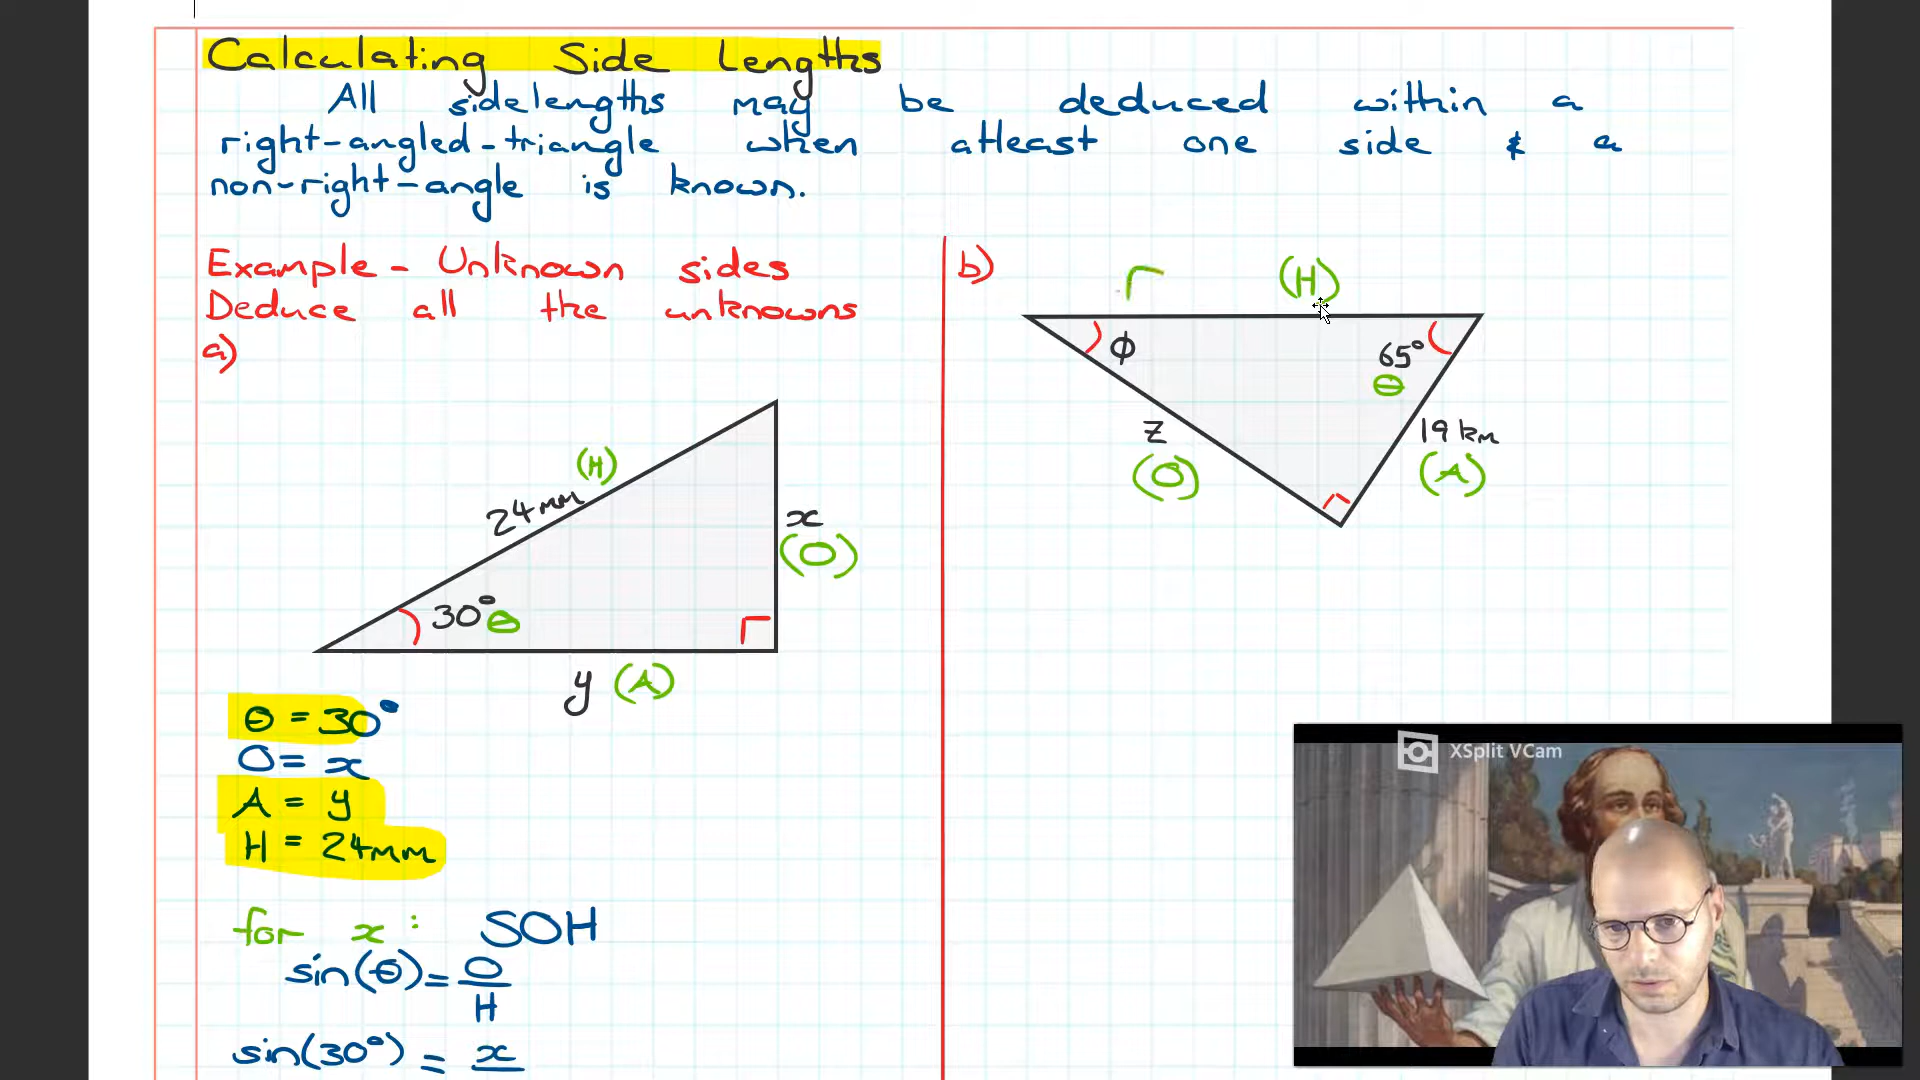 Calculating Side Lengths
All sidelengths may be deduced within a
right-angled-triangle when atleast one side & a
non-right-angle is known.
Example - Unknown sides
Deduce all the unknowns
a)
(H)
24mm
x
(O)
30° θ
y (A)
θ = 30°
O = x
A = y
H = 24mm
for x: SOH
sin(θ) = O
H
sin(30°) = x
b)
r (H)
ϕ
65°
θ
z
(O)
19km
(A)
XSplit VCam